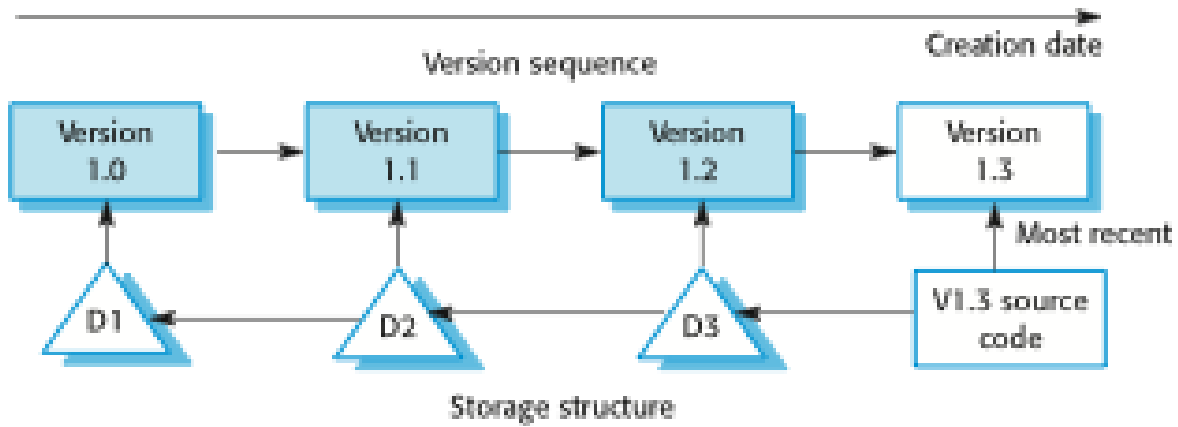 Creation date
Version sequence
Version
1.0
Version
1.1
Version
1.2
Version
1.3
Most recent
D1
D2
D3
V1.3 source
code
Storage structure